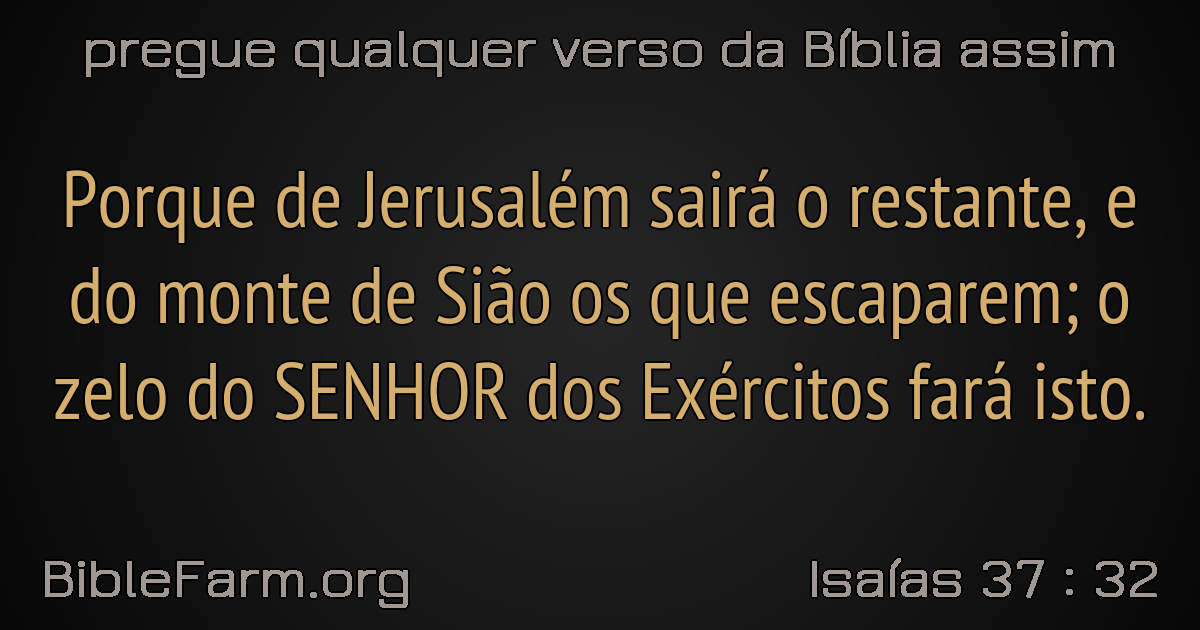 pregue qualquer verso da Bíblia assim
Porque de Jerusalém sairá o restante, e
do monte de Sião os que escaparem; o
zelo do SENHOR dos Exércitos fará isto.
BibleFarm.org
Isaías 37 : 32